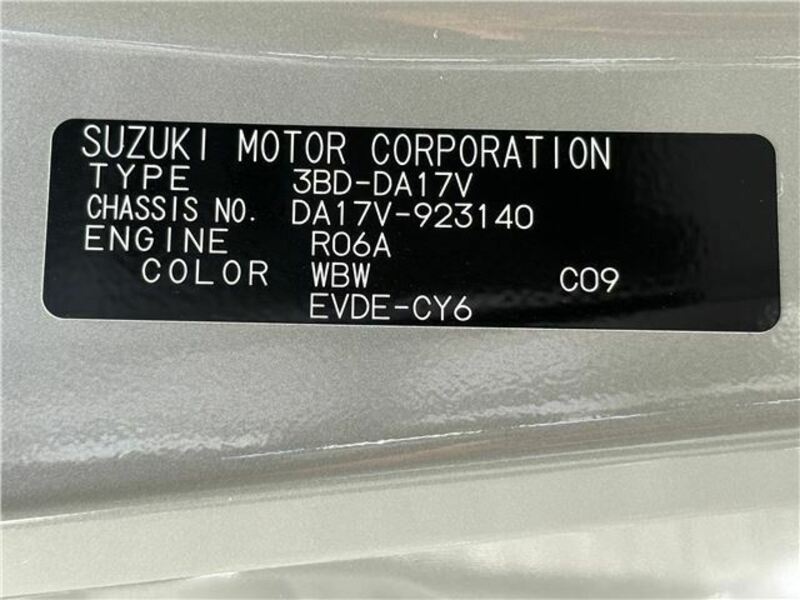 SUZUKI MOTOR CORPORATION
TYPE 3BD-DA17V
CHASSIS NO. DA17V-923140
ENGINE R06A
COLOR WBW C09
EVDE-CY6